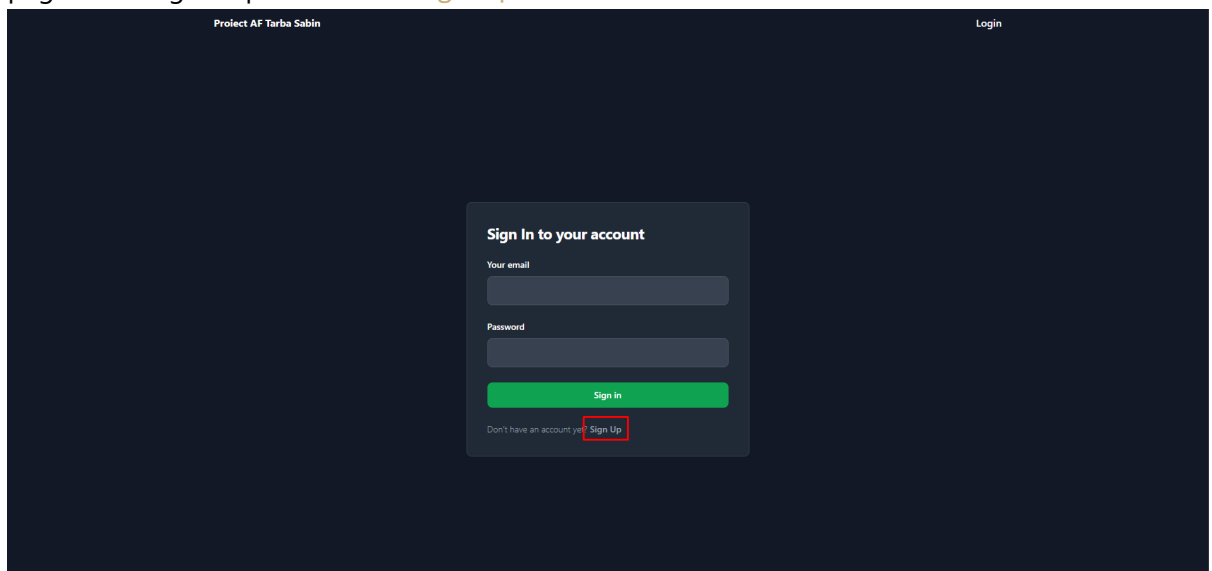 Proiect AF Tarba Sabin
Login
Sign In to your account
Your email
Password
Sign in
Don't have an account yet? Sign Up